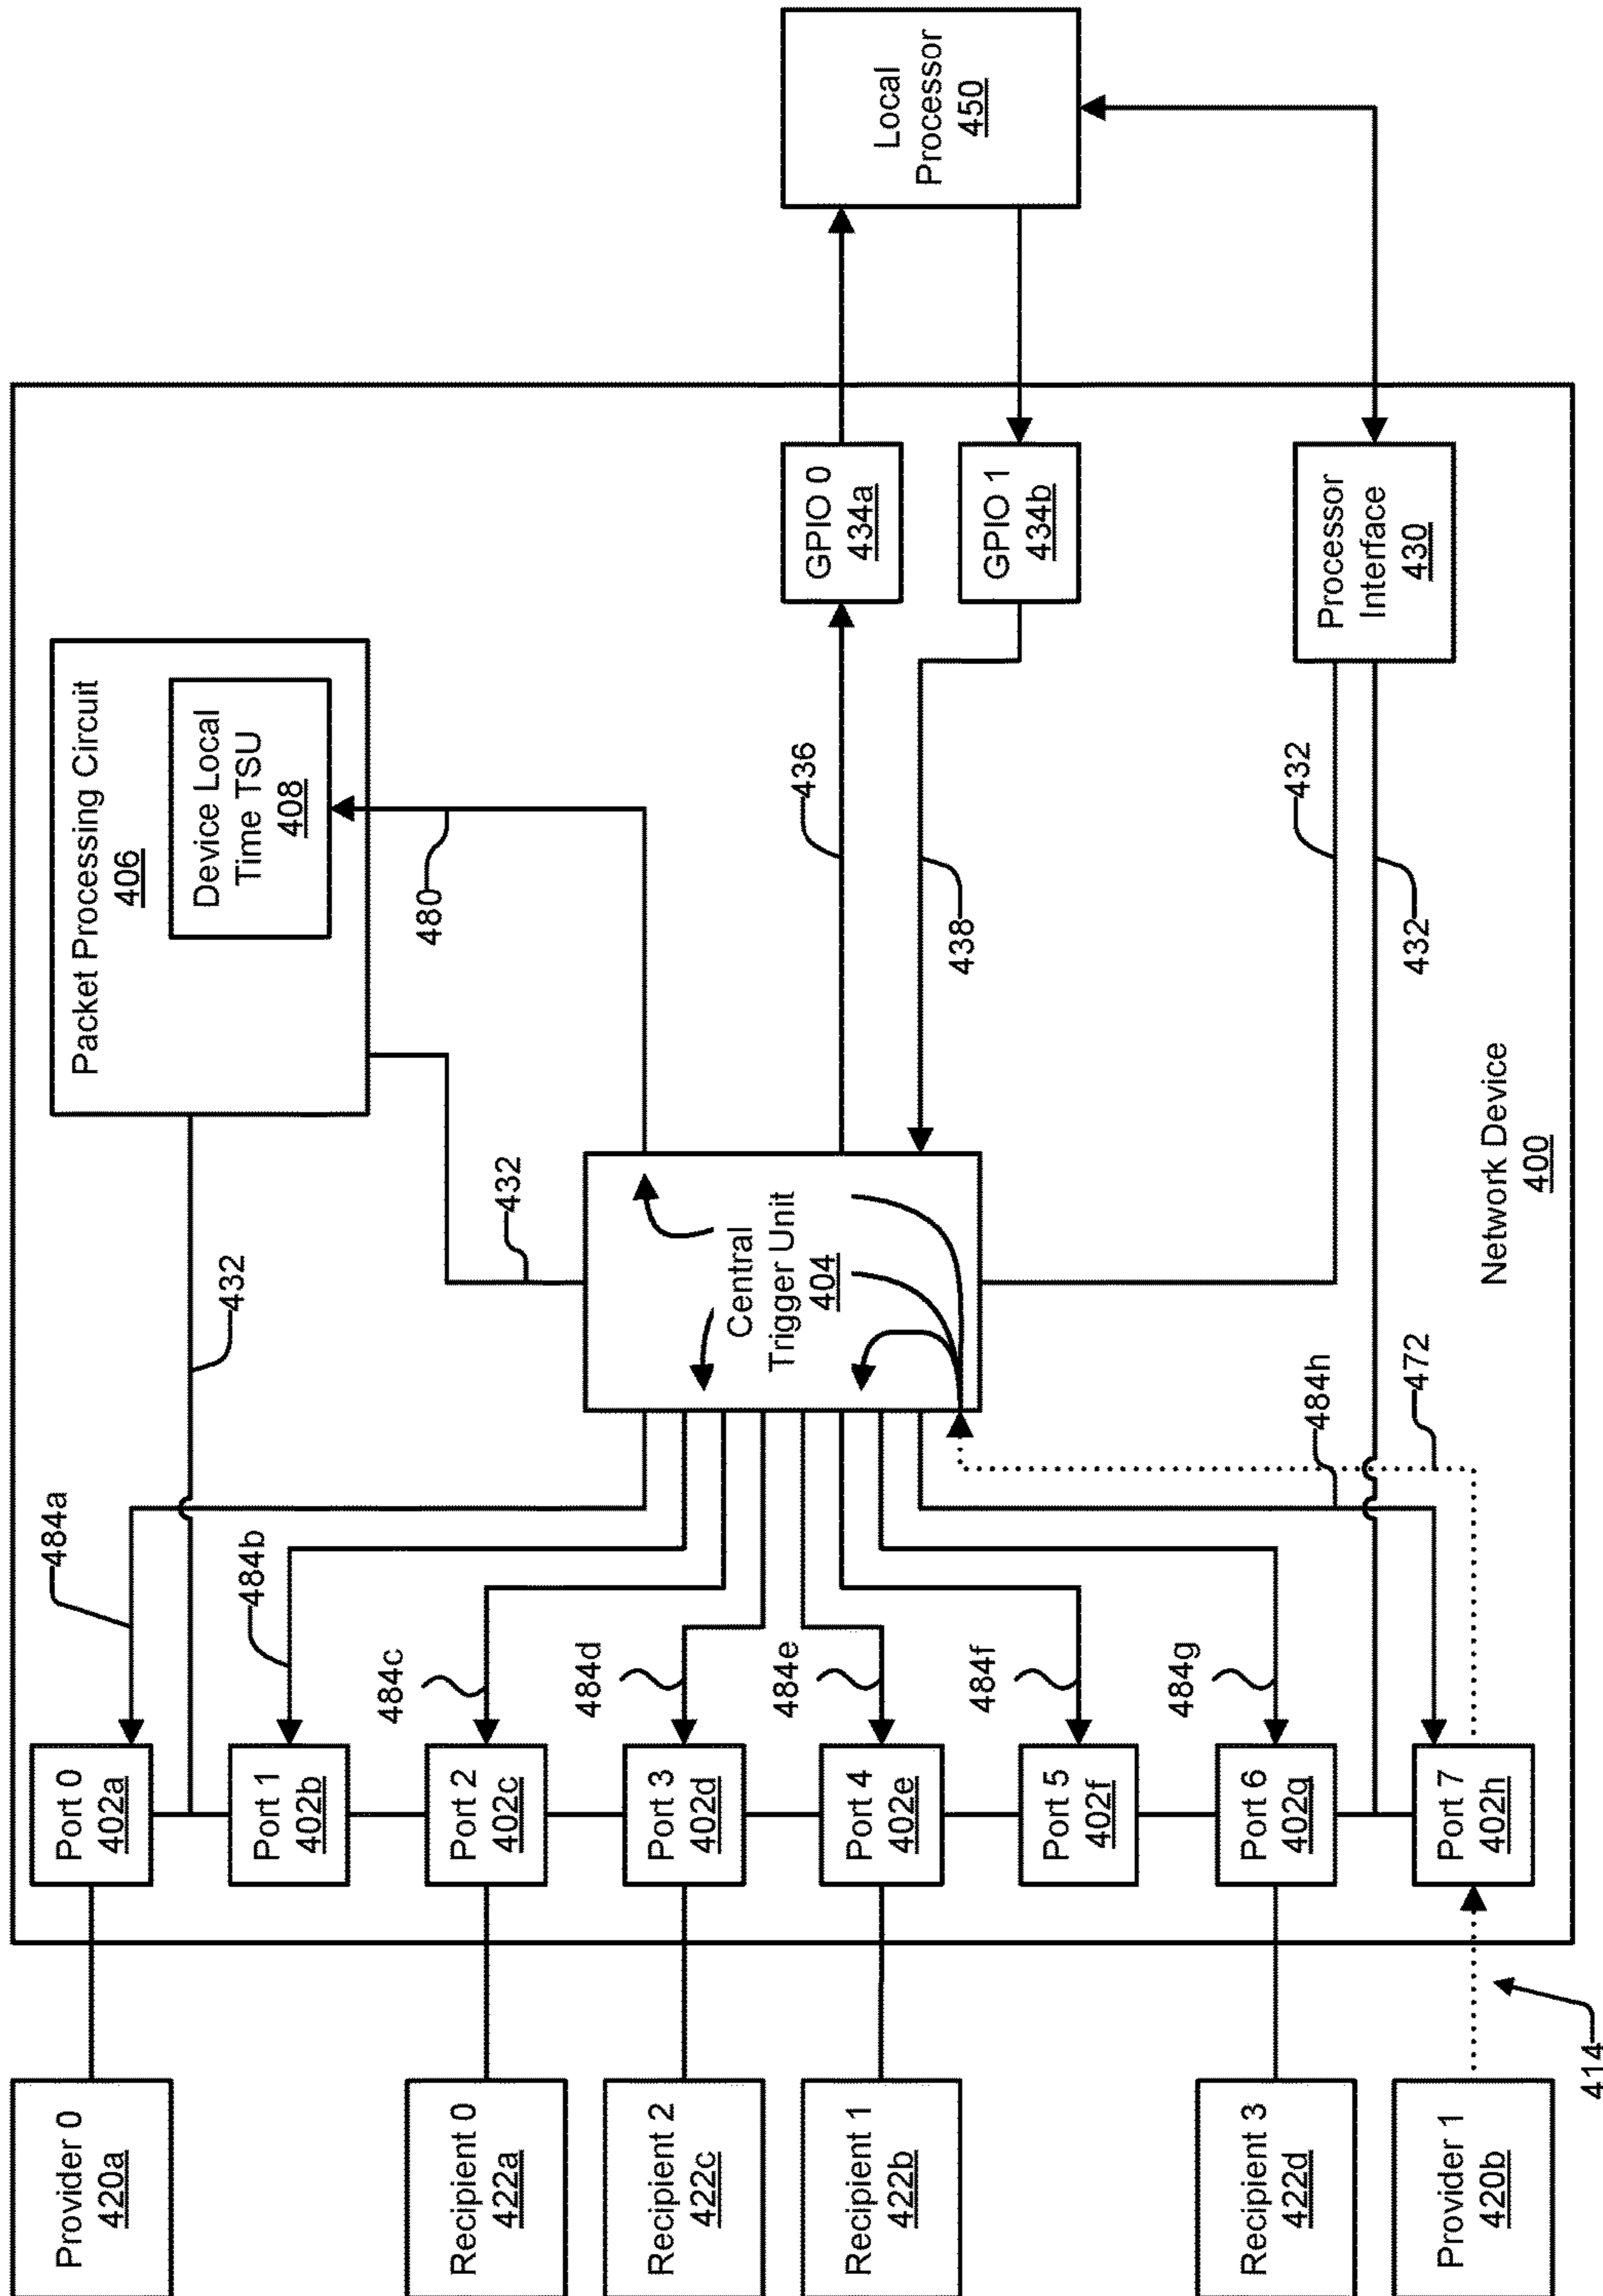 Provider 0
420a
Recipient 0
422a
Recipient 2
422c
Recipient 1
422b
Recipient 3
422d
Provider 1
420b
414
Port 0
402a
Port 1
402b
Port 2
402c
Port 3
402d
Port 4
402e
Port 5
402f
Port 6
402g
Port 7
402h
484a
484b
484c
484d
484e
484f
484g
484h
472
432
432
Central
Trigger Unit
404
Packet Processing Circuit
406
Device Local
Time TSU
408
480
436
438
432
432
GPIO 0
434a
GPIO 1
434b
Processor
Interface
430
Network Device
400
Local
Processor
450